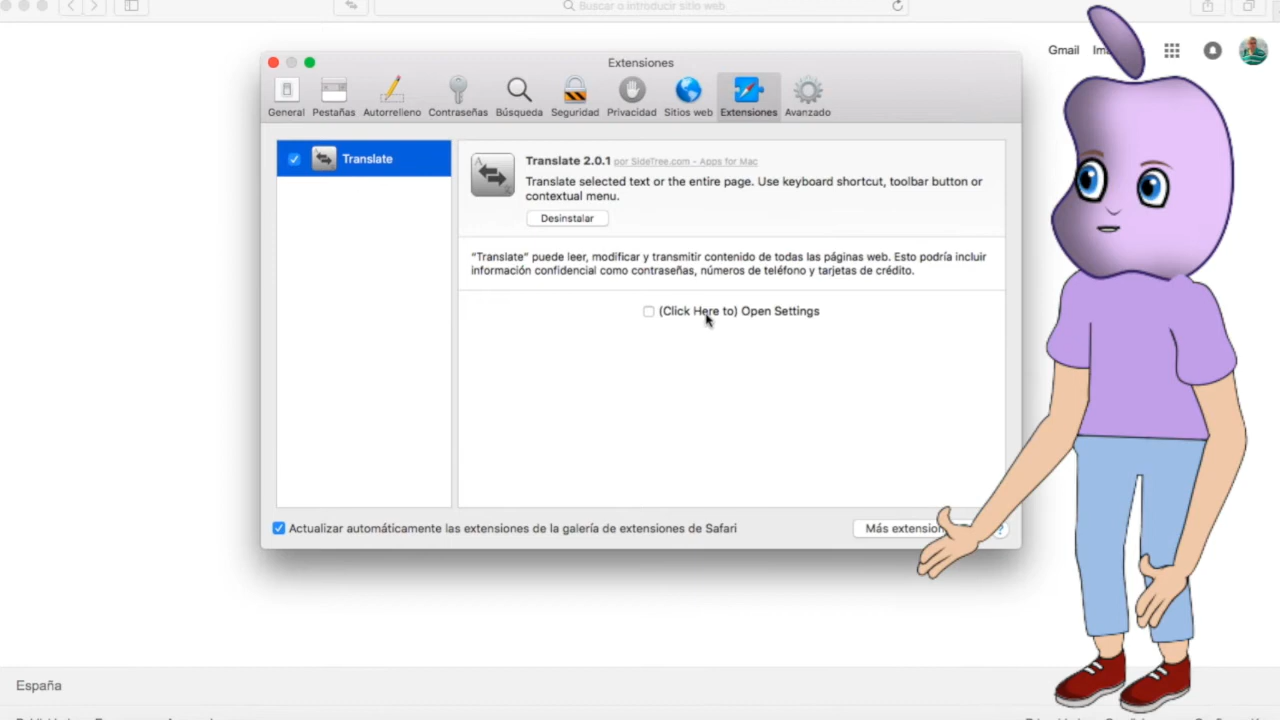 Buscar o introducir sitio web
Gmail
Extensiones
General Pestañas Autorrelleno Contraseñas Búsqueda Seguridad Privacidad Sitios web Extensiones Avanzado
Translate
Translate 2.0.1 por SideTree.com - Apps for Mac
Translate selected text or the entire page. Use keyboard shortcut, toolbar button or
contextual menu.
Desinstalar
“Translate” puede leer, modificar y transmitir contenido de todas las páginas web. Esto podría incluir
información confidencial como contraseñas, números de teléfono y tarjetas de crédito.
(Click Here to) Open Settings
Actualizar automáticamente las extensiones de la galería de extensiones de Safari
Más ?
España